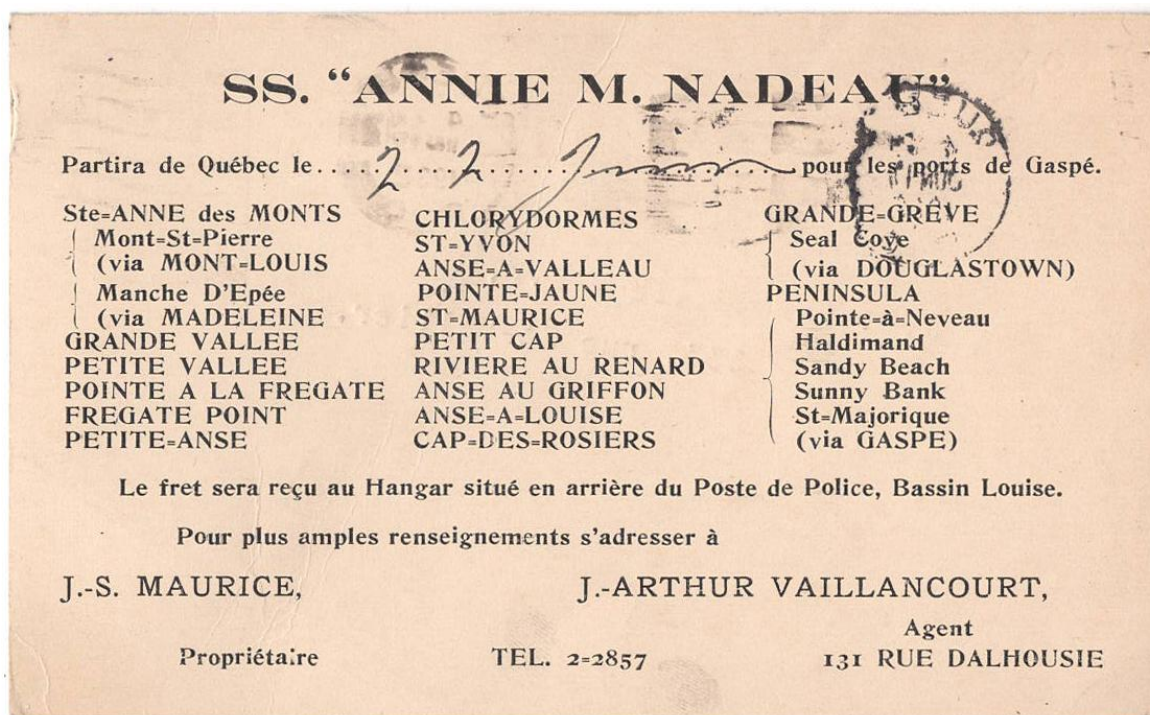 SS. “ANNIE M. NADEAU”
Partira de Québec le..22 Juin..pour les ports de Gaspé.
Ste=ANNE des MONTS
Mont=St=Pierre
(via MONT=LOUIS
Manche D'Epée
(via MADELEINE
GRANDE VALLEE
PETITE VALLEE
POINTE A LA FREGATE
FREGATE POINT
PETITE=ANSE
CHLORYDORMES
ST=YVON
ANSE=A=VALLEAU
POINTE=JAUNE
ST=MAURICE
PETIT CAP
RIVIERE AU RENARD
ANSE AU GRIFFON
ANSE=A=LOUISE
CAP=DES=ROSIERS
GRANDE=GREVE
Seal Cove
(via DOUGLASTOWN)
PENINSULA
Pointe=à=Neveau
Haldimand
Sandy Beach
Sunny Bank
St=Majorique
(via GASPE)
Le fret sera reçu au Hangar situé en arrière du Poste de Police, Bassin Louise.
Pour plus amples renseignements s'adresser à
J.-S. MAURICE,
Propriétaire
TEL. 2=2857
J.-ARTHUR VAILLANCOURT,
Agent
131 RUE DALHOUSIE